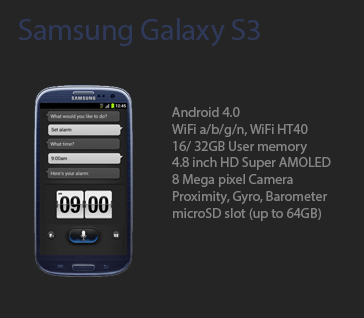 Samsung Galaxy S3
Android 4.0
WiFi a/b/g/n, WiFi HT40
16/ 32GB User memory
4.8 inch HD Super AMOLED
8 Mega pixel Camera
Proximity, Gyro, Barometer
microSD slot (up to 64GB)
SAMSUNG
12:45
What would you like to do?
Set alarm
What time?
9:00am
Here's your alarm
09 00